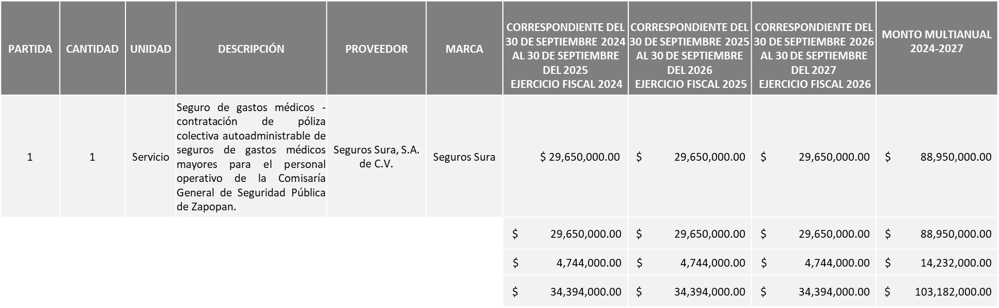 PARTIDA
CANTIDAD
UNIDAD
DESCRIPCIÓN
PROVEEDOR
MARCA
CORRESPONDIENTE DEL
30 DE SEPTIEMBRE 2024
AL 30 DE SEPTIEMBRE
DEL 2025
EJERCICIO FISCAL 2024
CORRESPONDIENTE DEL
30 DE SEPTIEMBRE 2025
AL 30 DE SEPTIEMBRE
DEL 2026
EJERCICIO FISCAL 2025
CORRESPONDIENTE DEL
30 DE SEPTIEMBRE 2026
AL 30 DE SEPTIEMBRE
DEL 2027
EJERCICIO FISCAL 2026
MONTO MULTIANUAL
2024-2027
1
1
Servicio
Seguro de gastos médicos -
contratación de póliza
colectiva autoadministrable de
seguros de gastos médicos
mayores para el personal
operativo de la Comisaría
General de Seguridad Pública
de Zapopan.
Seguros Sura, S.A.
de C.V.
Seguros Sura
$ 29,650,000.00
$ 29,650,000.00
$ 29,650,000.00
$ 88,950,000.00
$ 29,650,000.00
$ 29,650,000.00
$ 29,650,000.00
$ 88,950,000.00
$ 4,744,000.00
$ 4,744,000.00
$ 4,744,000.00
$ 14,232,000.00
$ 34,394,000.00
$ 34,394,000.00
$ 34,394,000.00
$ 103,182,000.00